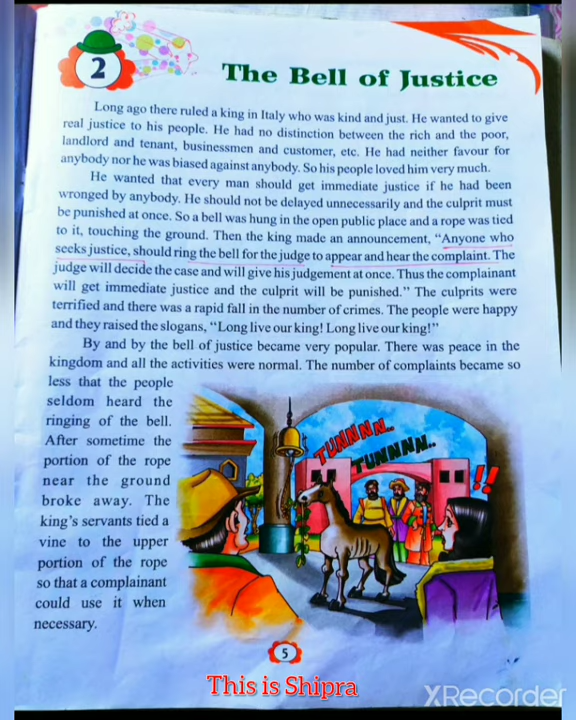 2
The Bell of Justice
Long ago there ruled a king in Italy who was kind and just. He wanted to give
real justice to his people. He had no distinction between the rich and the poor,
landlord and tenant, businessmen and customer, etc. He had neither favour for
anybody nor he was biased against anybody. So his people loved him very much.
He wanted that every man should get immediate justice if he had been
wronged by anybody. He should not be delayed unnecessarily and the culprit must
be punished at once. So a bell was hung in the open public place and a rope was tied
to it, touching the ground. Then the king made an announcement, “Anyone who
seeks justice, should ring the bell for the judge to appear and hear the complaint. The
judge will decide the case and will give his judgement at once. Thus the complainant
will get immediate justice and the culprit will be punished.” The culprits were
terrified and there was a rapid fall in the number of crimes. The people were happy
and they raised the slogans, “Long live our king! Long live our king!”
By and by the bell of justice became very popular. There was peace in the
kingdom and all the activities were normal. The number of complaints became so
less that the people
seldom heard the
ringing of the bell.
After sometime the
portion of the rope
near the ground
broke away. The
king's servants tied a
vine to the upper
portion of the rope
so that a complainant
could use it when
necessary.
TUNNNN..
TUNNNN..
!!
5
This is Shipra
XRecorder